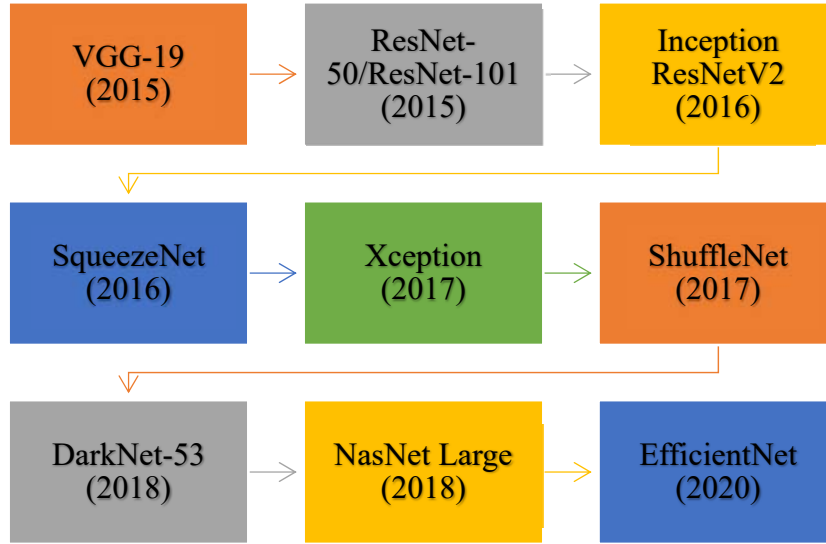 VGG-19
(2015)
ResNet-
50/ResNet-101
(2015)
Inception
ResNetV2
(2016)
SqueezeNet
(2016)
Xception
(2017)
ShuffleNet
(2017)
DarkNet-53
(2018)
NasNet Large
(2018)
EfficientNet
(2020)